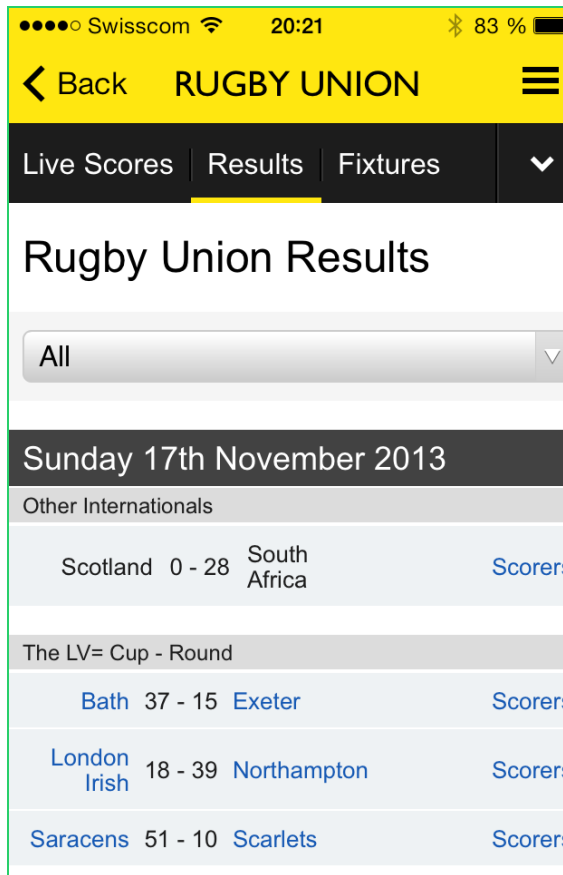 Swisscom 20:21 83 %
Back RUGBY UNION
Live Scores Results Fixtures
Rugby Union Results
All
Sunday 17th November 2013
Other Internationals
Scotland 0 - 28 South Africa Scorers
The LV= Cup - Round
Bath 37 - 15 Exeter Scorers
London Irish 18 - 39 Northampton Scorers
Saracens 51 - 10 Scarlets Scorers